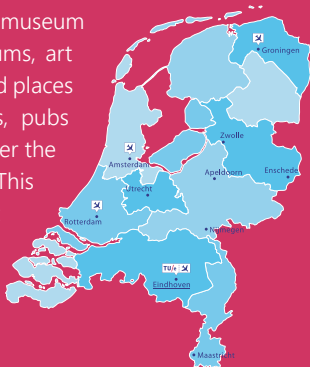 museum
ums, art
d places
s, pubs
er the
This
Groningen
Zwolle
Amsterdam
Apeldoorn
Enschede
Utrecht
Rotterdam
Nijmegen
TU/e
Eindhoven
Maastricht